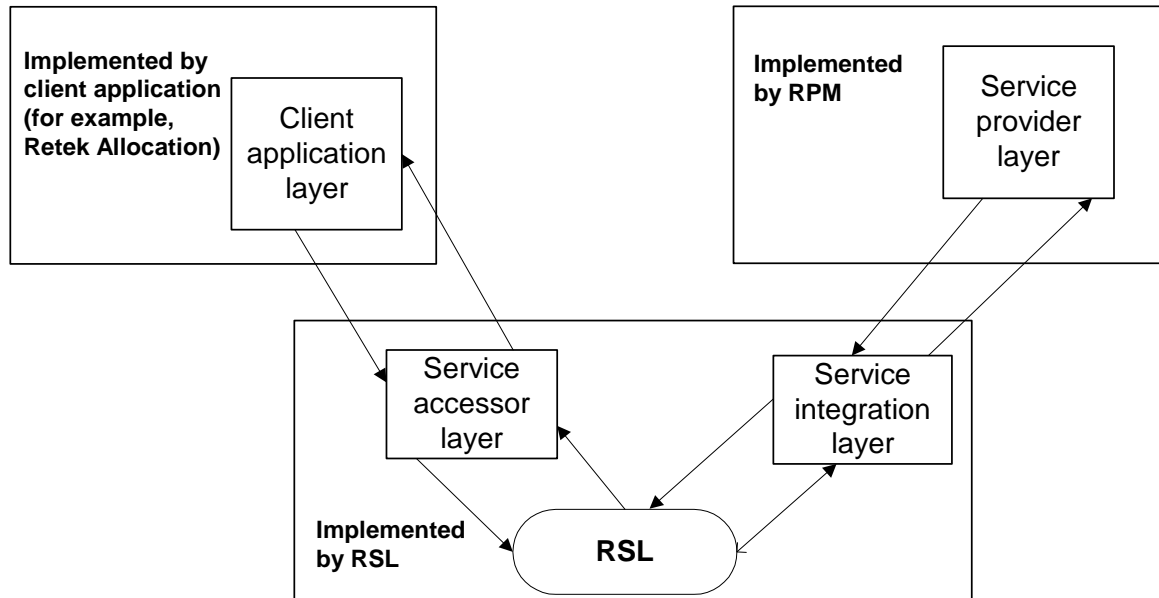 Implemented by
client application
(for example,
Retek Allocation)
Client
application
layer
Implemented
by RPM
Service
provider
layer
Service
accessor
layer
Service
integration
layer
Implemented
by RSL
RSL